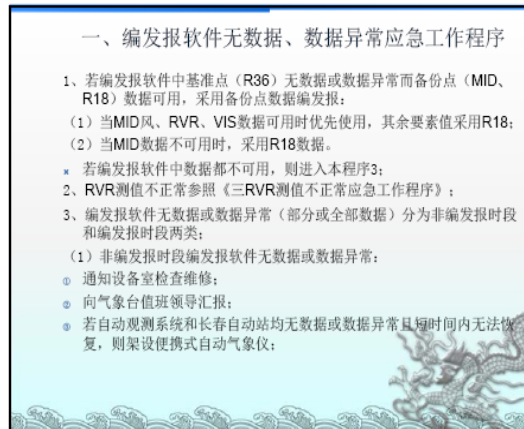 一、编发报软件无数据、数据异常应急工作程序
1、若编发报软件中基准点（R36）无数据或数据异常而备份点（MID、
R18）数据可用，采用备份点数据编发报：
（1）当MID风、RVR、VIS数据可用时优先使用，其余要素值采用R18；
（2）当MID数据不可用时，采用R18数据。
× 若编发报软件中数据都不可用，则进入本程序3；
2、RVR测值不正常参照《三RVR测值不正常应急工作程序》；
3、编发报软件无数据或数据异常（部分或全部数据）分为非编发报时段
和编发报时段两类；
（1）非编发报时段编发报软件无数据或数据异常：
① 通知设备室检查维修；
② 向气象台值班领导汇报；
③ 若自动观测系统和长春自动站均无数据或数据异常且短时间内无法恢
复，则架设便携式自动气象仪；